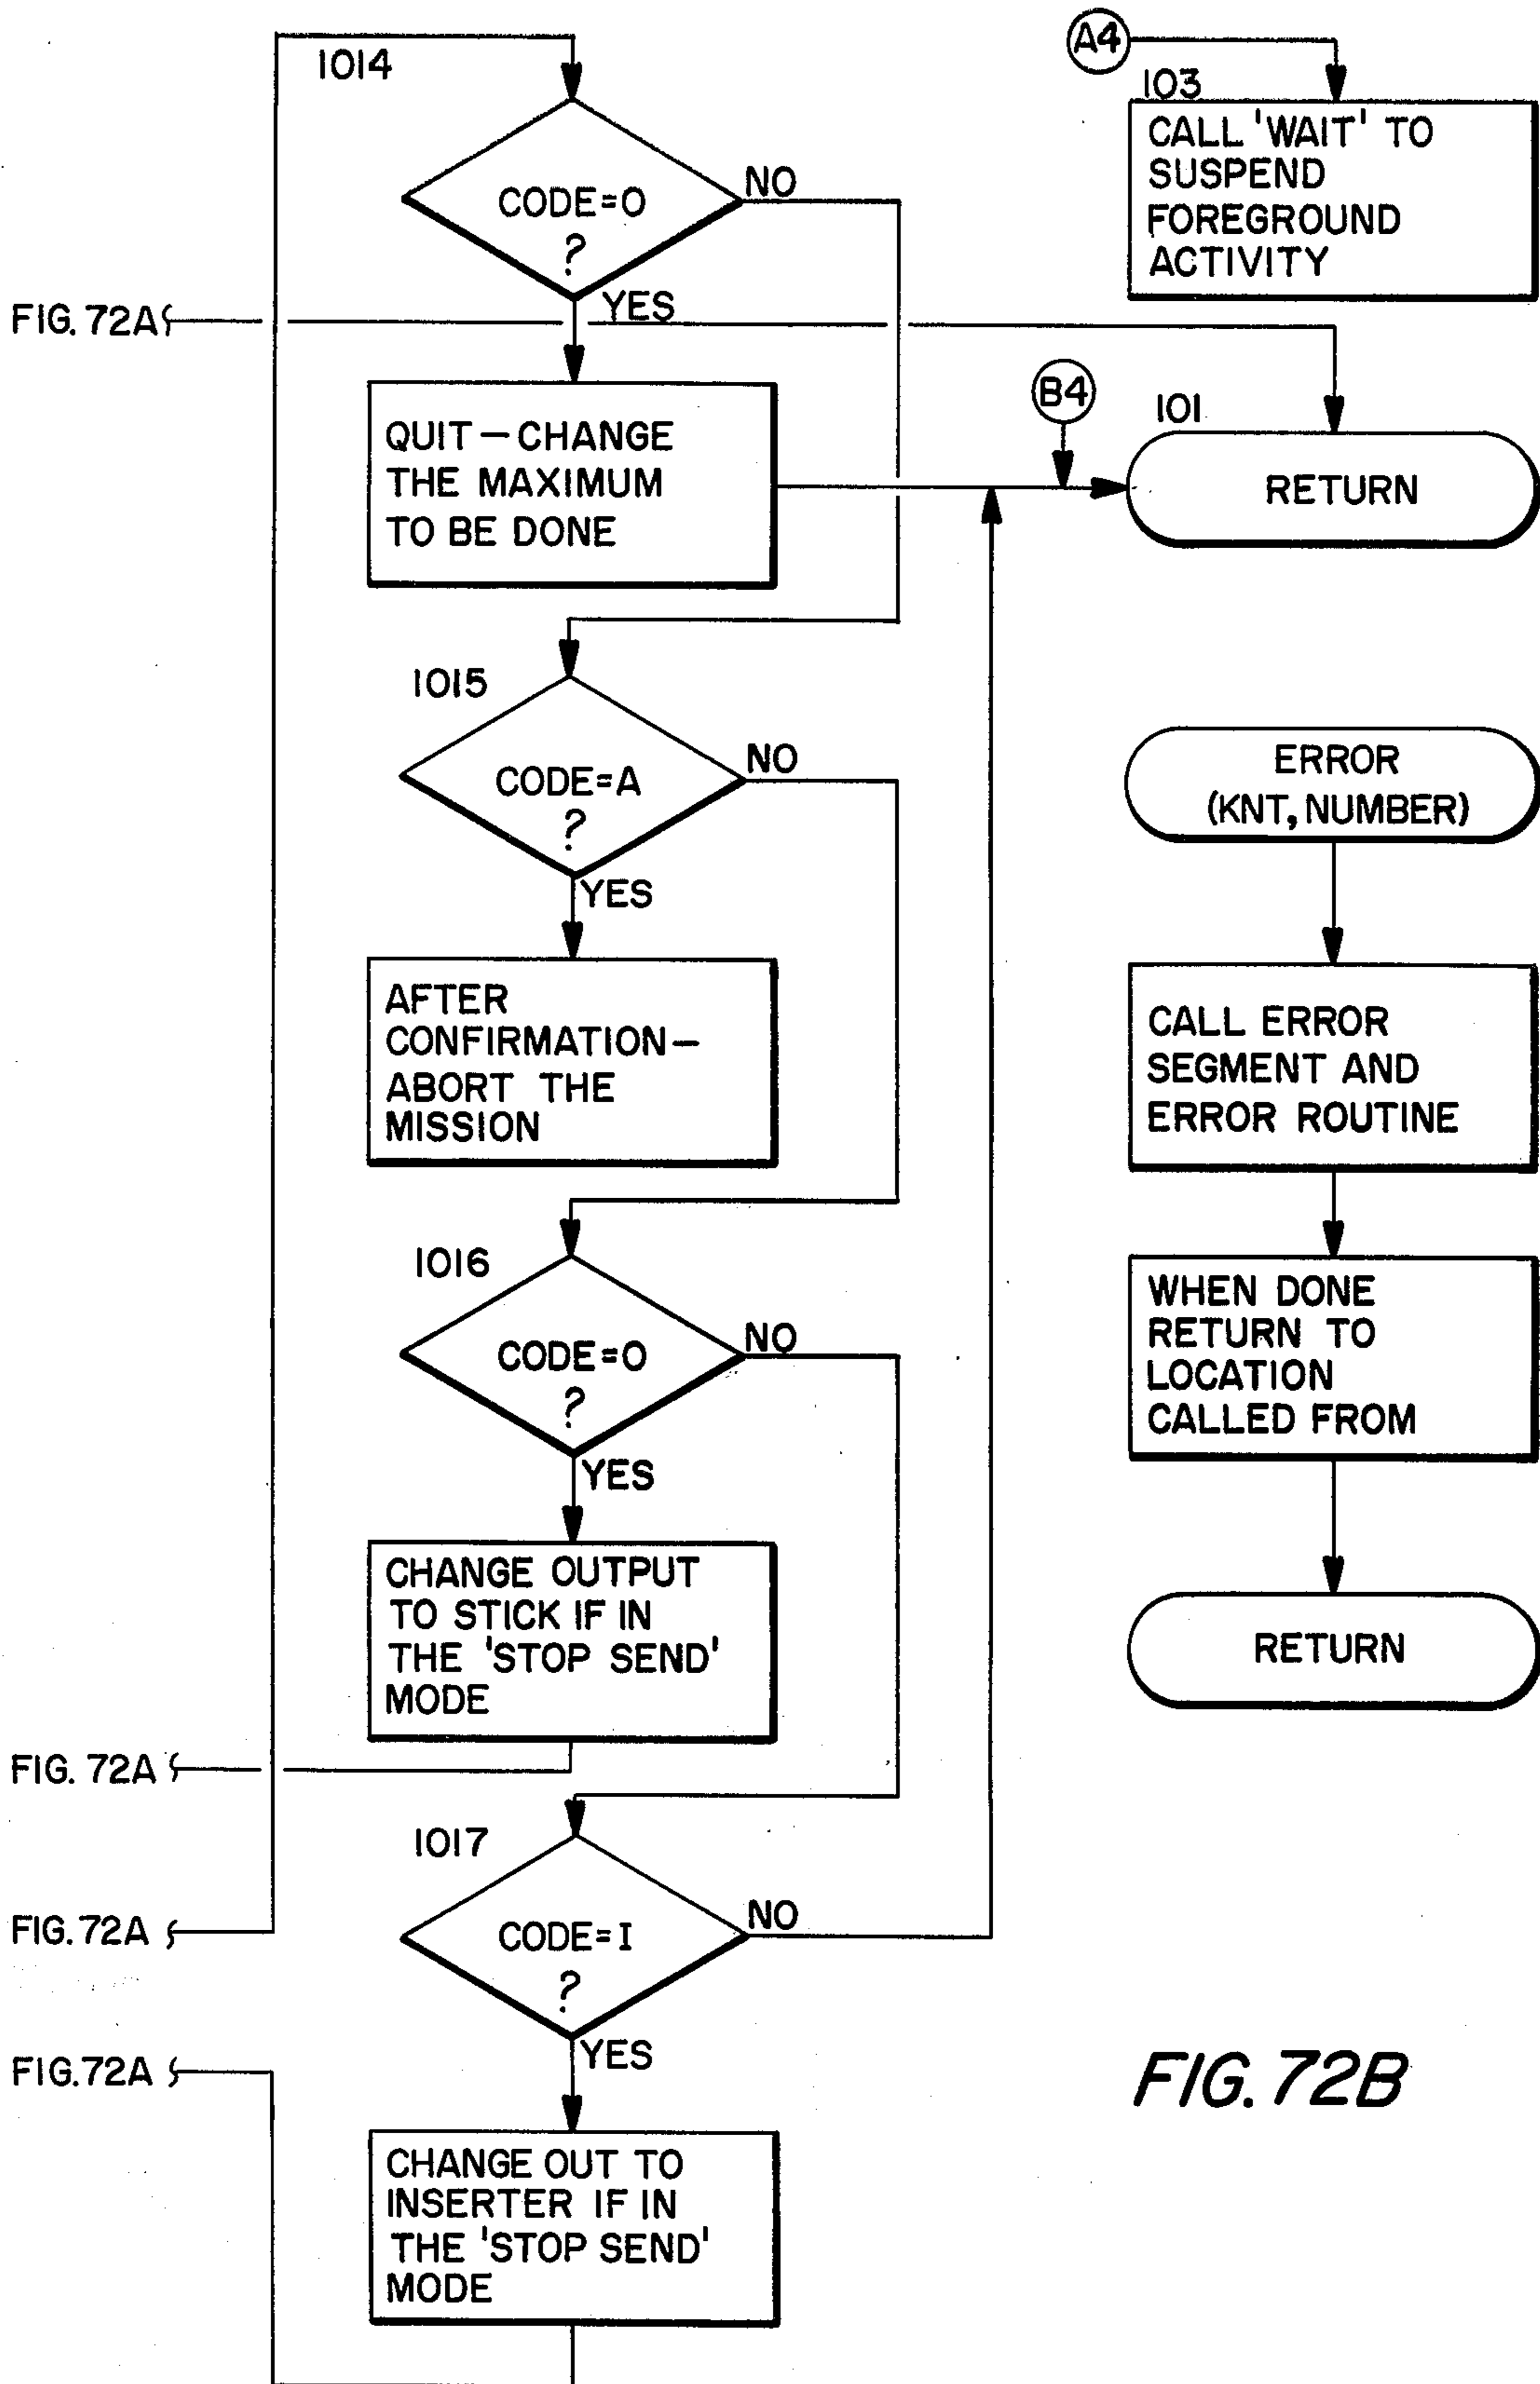 1014
CODE=O
?
NO
YES
FIG. 72A
QUIT—CHANGE
THE MAXIMUM
TO BE DONE
1015
CODE=A
?
NO
YES
AFTER
CONFIRMATION—
ABORT THE
MISSION
1016
CODE=O
?
NO
YES
CHANGE OUTPUT
TO STICK IF IN
THE 'STOP SEND'
MODE
FIG. 72A
1017
CODE=I
?
NO
YES
FIG. 72A
FIG. 72A
CHANGE OUT TO
INSERTER IF IN
THE 'STOP SEND'
MODE
A4
103
CALL 'WAIT' TO
SUSPEND
FOREGROUND
ACTIVITY
B4
101
RETURN
ERROR
(KNT, NUMBER)
CALL ERROR
SEGMENT AND
ERROR ROUTINE
WHEN DONE
RETURN TO
LOCATION
CALLED FROM
RETURN
FIG. 72B